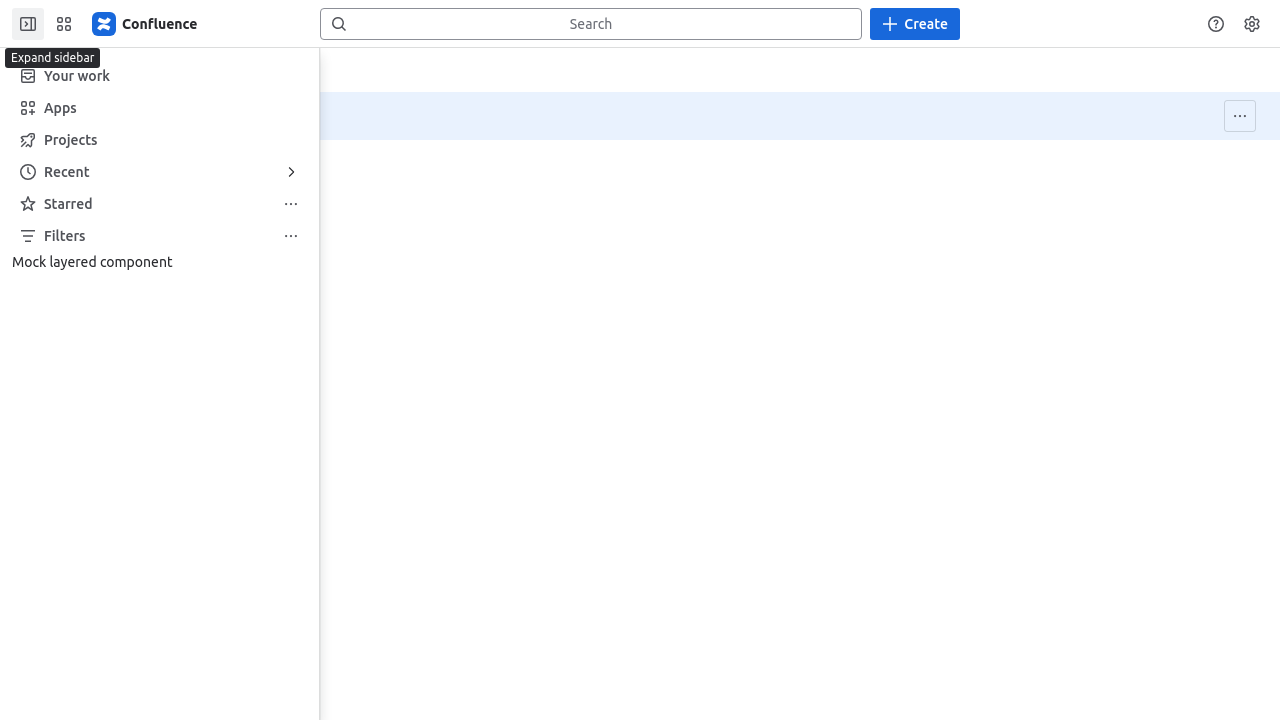 Confluence
Search
Create
Expand sidebar
Your work
Apps
Projects
Recent
Starred
Filters
Mock layered component